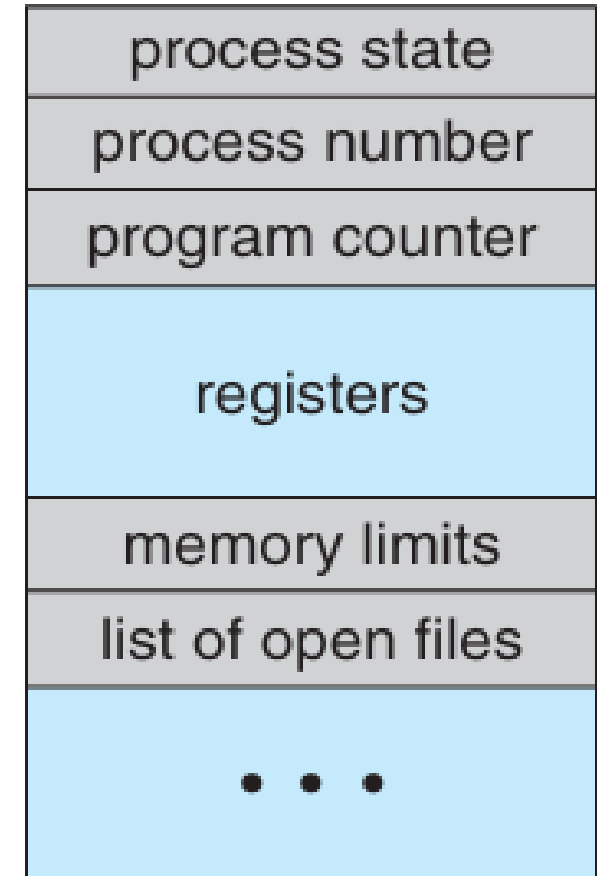 process state
process number
program counter
registers
memory limits
list of open files
• • •